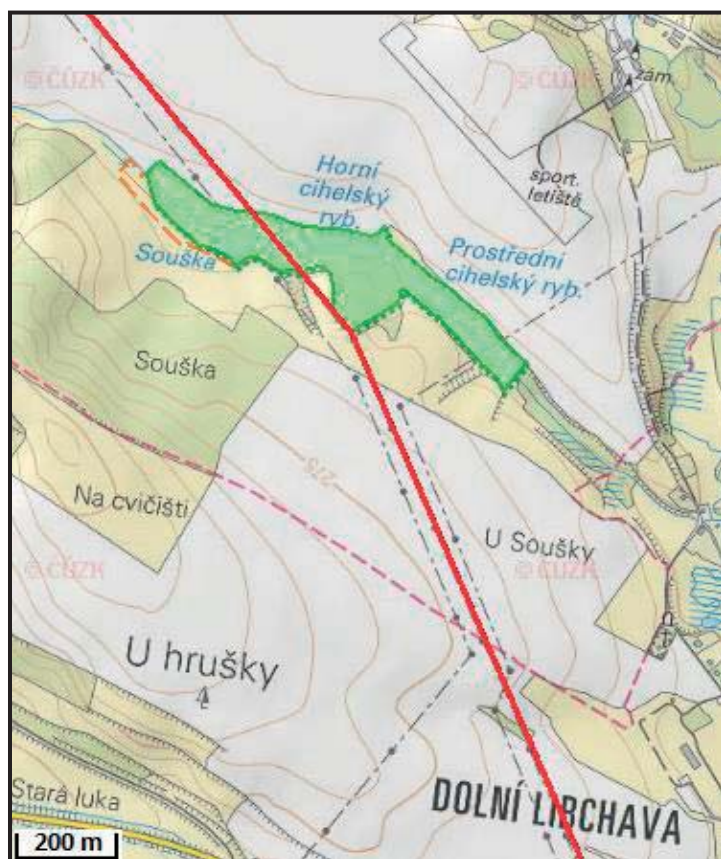 © ČÚZK
© ČÚZK
zám.
sport.
letiště
Horní
cihelský
ryb.
Prostřední
cihelský ryb.
Souška
Souška
275
Na cvičišti
U Soušky
© ČÚZK
© ČÚZK
U hrušky
Stará luka
DOLNÍ LIBCHAVA
200 m